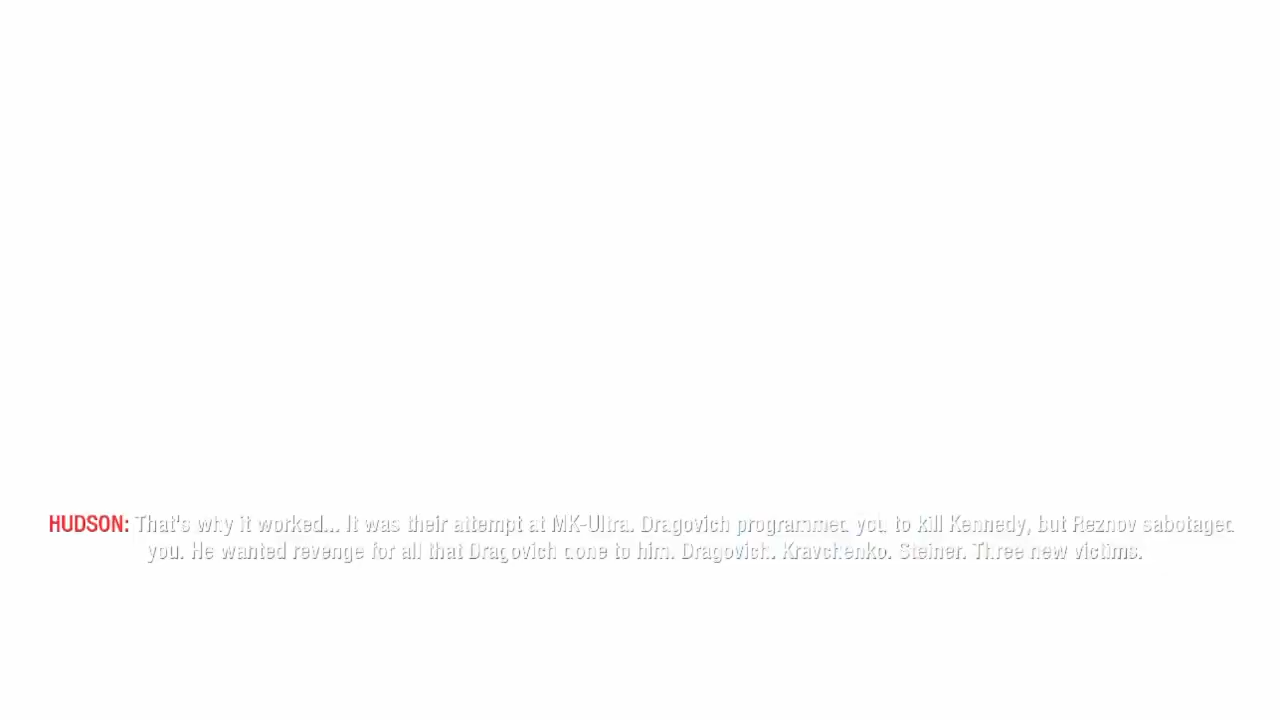 HUDSON: That's why it worked... It was their attempt at MK-Ultra. Dragovich programmed you to kill Kennedy, but Reznov sabotaged
you. He wanted revenge for all that Dragovich done to him. Dragovich. Kravchenko. Steiner. Three new victims.